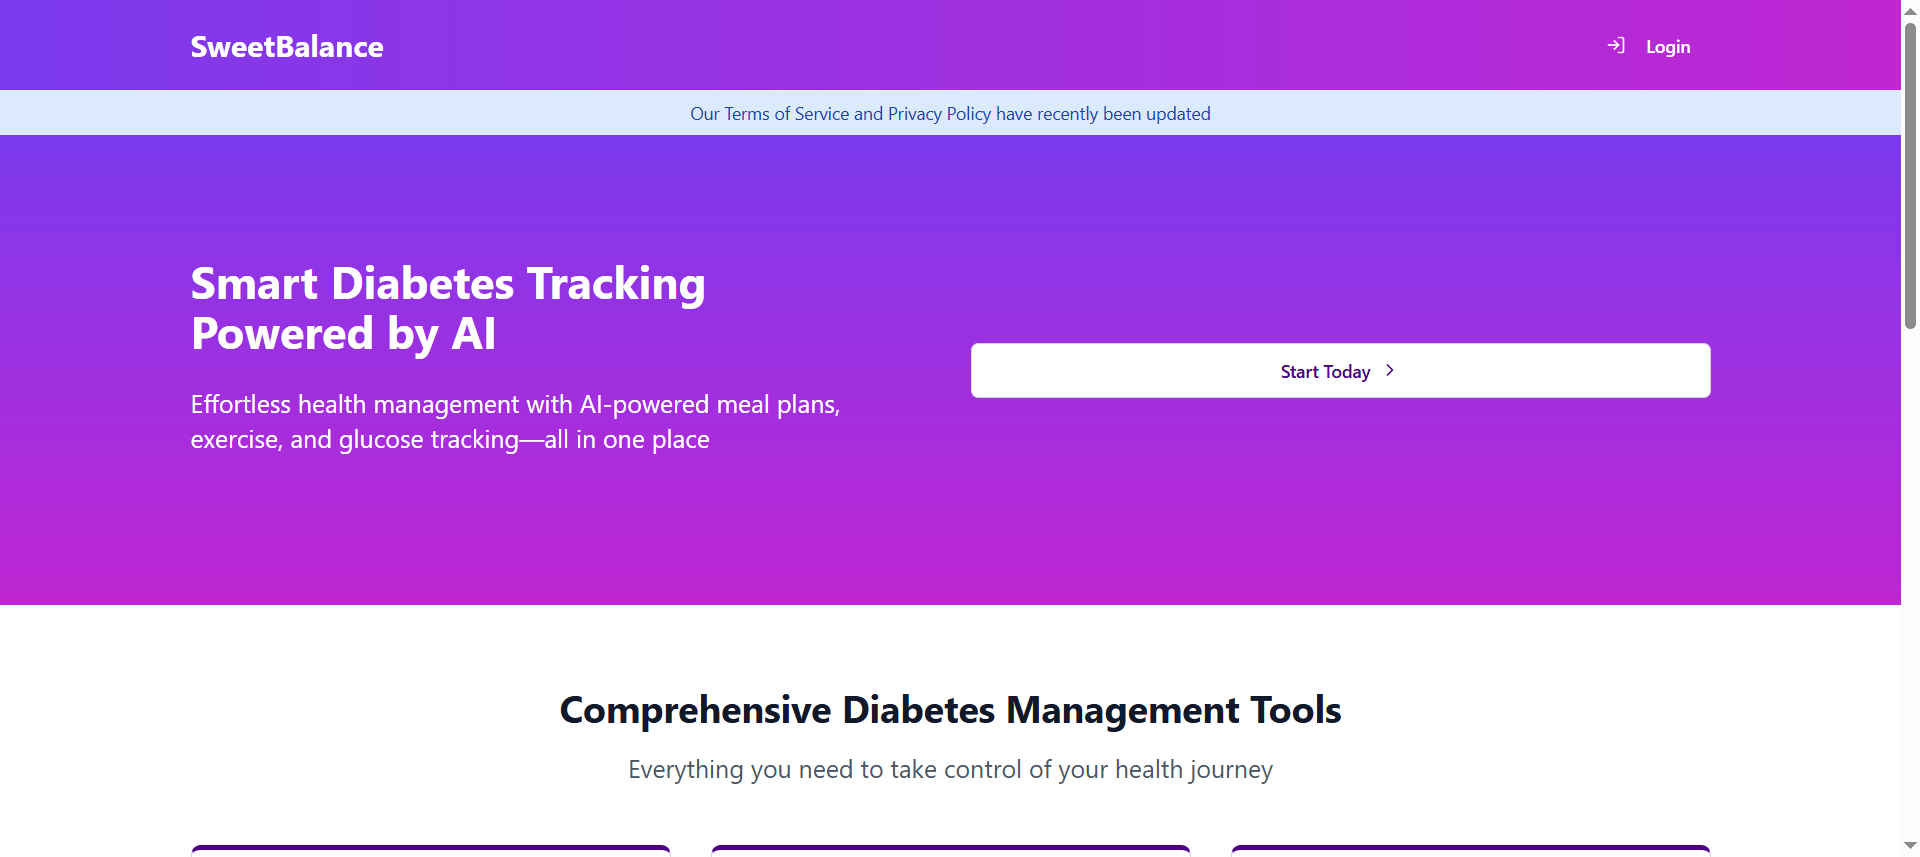 SweetBalance
Login
Our Terms of Service and Privacy Policy have recently been updated
Smart Diabetes Tracking
Powered by AI
Effortless health management with AI-powered meal plans,
exercise, and glucose tracking—all in one place
Start Today
Comprehensive Diabetes Management Tools
Everything you need to take control of your health journey